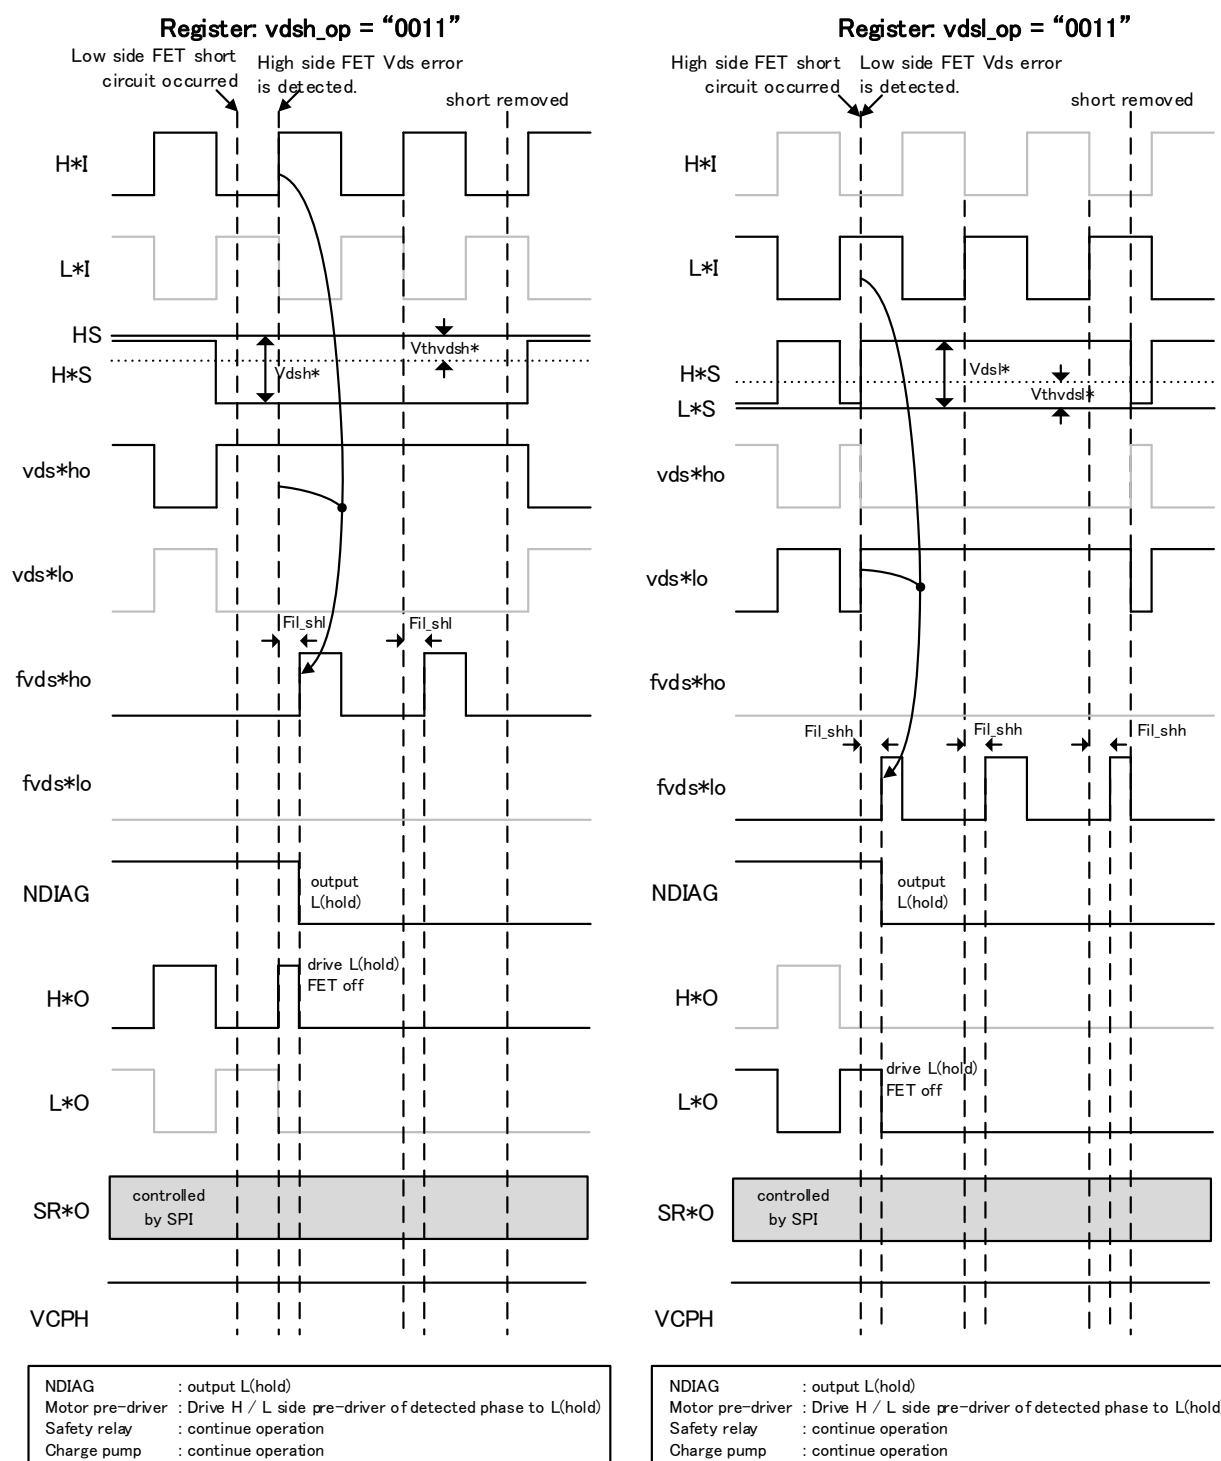 Register: vdsh_op = “0011”
Low side FET short
circuit occurred
High side FET Vds error
is detected.
short removed
H*I
L*I
HS
H*S
Vthvdsh*
Vdsh*
vds*ho
vds*lo
Fil_shl
Fil_shl
fvds*ho
fvds*lo
NDIAG
output
L(hold)
H*O
drive L(hold)
FET off
L*O
SR*O
controlled
by SPI
VCPH
NDIAG : output L(hold)
Motor pre-driver : Drive H / L side pre-driver of detected phase to L(hold)
Safety relay : continue operation
Charge pump : continue operation
Register: vdsl_op = “0011”
High side FET short
circuit occurred
Low side FET Vds error
is detected.
short removed
H*I
L*I
H*S
L*S
Vdsl*
Vthvdsl*
vds*ho
vds*lo
fvds*ho
Fil_shh
Fil_shh
Fil_shh
fvds*lo
NDIAG
output
L(hold)
H*O
L*O
drive L(hold)
FET off
SR*O
controlled
by SPI
VCPH
NDIAG : output L(hold)
Motor pre-driver : Drive H / L side pre-driver of detected phase to L(hold
Safety relay : continue operation
Charge pump : continue operation